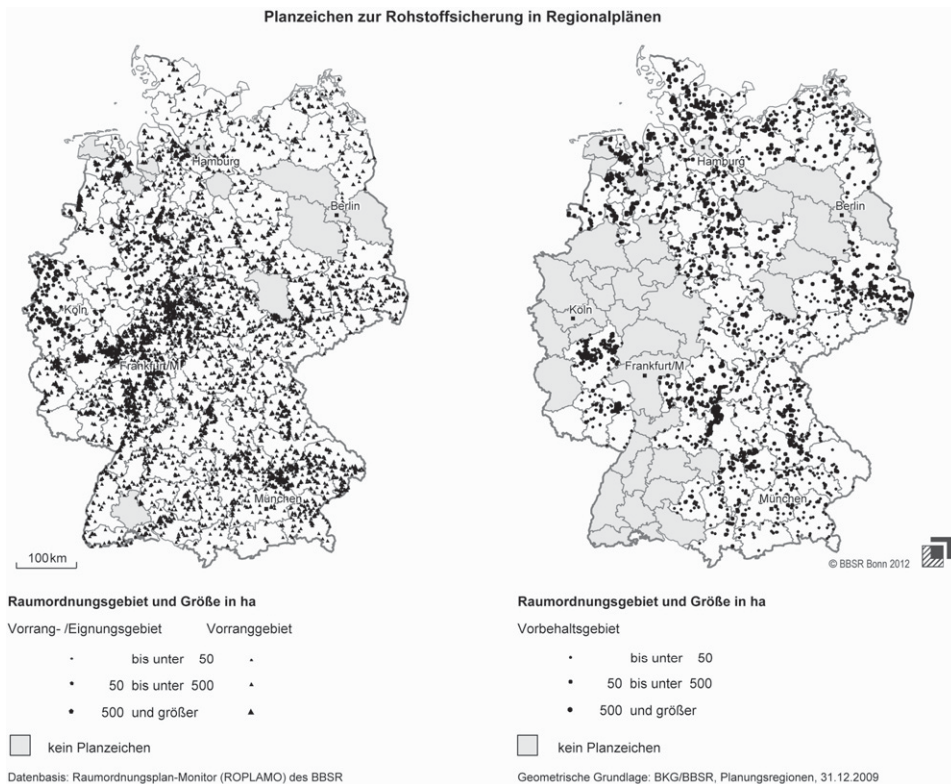 Planzeichen zur Rohstoffsicherung in Regionalplänen
Hamburg
Berlin
Köln
Frankfurt/M.
München
100 km
Hamburg
Berlin
Köln
Frankfurt/M.
München
© BBSR Bonn 2012
Raumordnungsgebiet und Größe in ha
Vorrang- /Eignungsgebiet Vorranggebiet
bis unter 50
50 bis unter 500
500 und größer
kein Planzeichen
Datenbasis: Raumordnungsplan-Monitor (ROPLAMO) des BBSR
Raumordnungsgebiet und Größe in ha
Vorbehaltsgebiet
bis unter 50
50 bis unter 500
500 und größer
kein Planzeichen
Geometrische Grundlage: BKG/BBSR, Planungsregionen, 31.12.2009